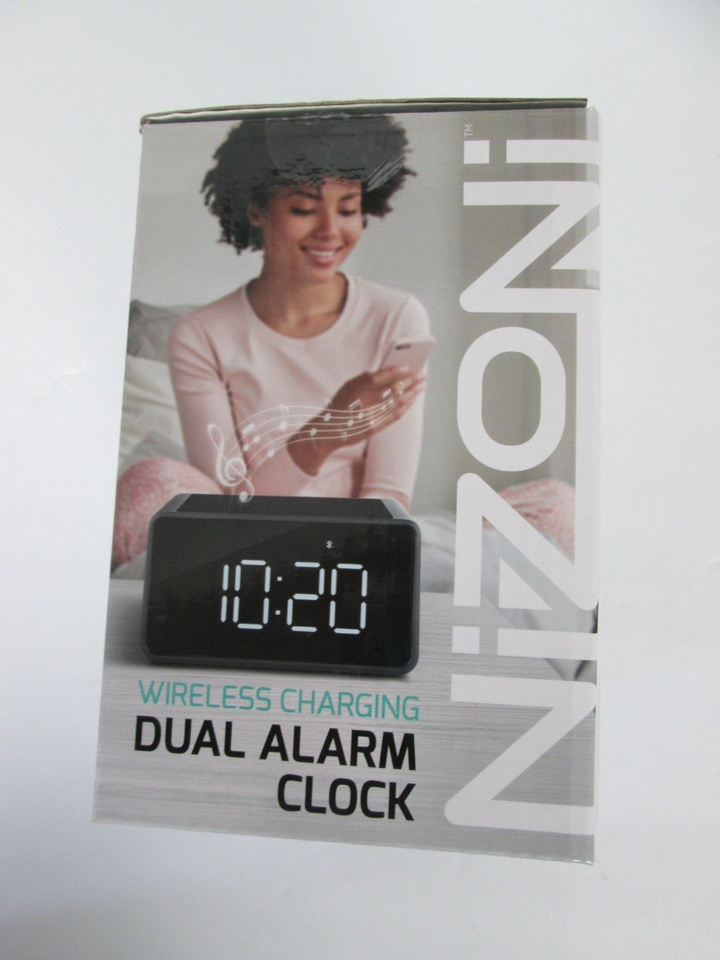 NiZONi™
10:20
WIRELESS CHARGING
DUAL ALARM
CLOCK